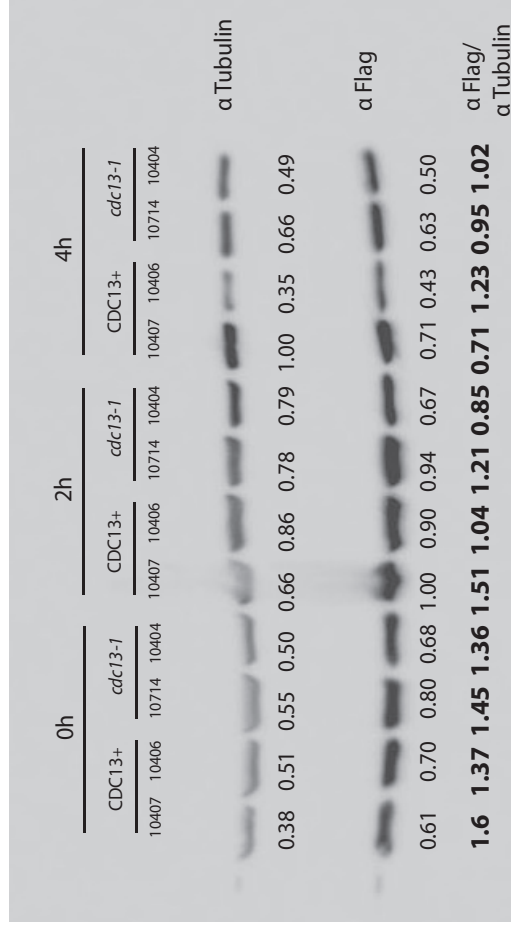 0h 2h 4h
CDC13+ cdc13-1 CDC13+ cdc13-1 CDC13+ cdc13-1
10407 10406 10714 10404 10407 10406 10714 10404 10407 10406 10714 10404
α Tubulin
0.38 0.51 0.55 0.50 0.66 0.86 0.78 0.79 1.00 0.35 0.66 0.49
α Flag
0.61 0.70 0.80 0.68 1.00 0.90 0.94 0.67 0.71 0.43 0.63 0.50
α Flag/
α Tubulin
1.6 1.37 1.45 1.36 1.51 1.04 1.21 0.85 0.71 1.23 0.95 1.02